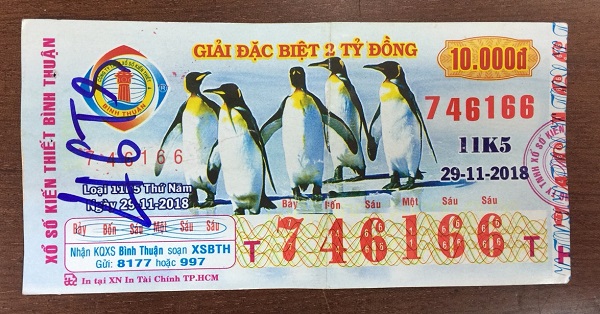 XỔ SỐ KIẾN THIẾT BÌNH THUẬN
GIẢI ĐẶC BIỆT 2 TỶ ĐỒNG
10.000đ
BÌNH THUẬN
746166
746166
11K5
29-11-2018
Loại 11K5 Thứ Năm
Ngày 29-11-2018
Bảy Bốn Sáu Một Sáu Sáu
Bảy Bốn Sáu Một Sáu Sáu
T 746166 T
Nhận KQXS Bình Thuận soạn XSBTH
Gửi: 8177 hoặc 997
In tại XN In Tài Chính TP.HCM